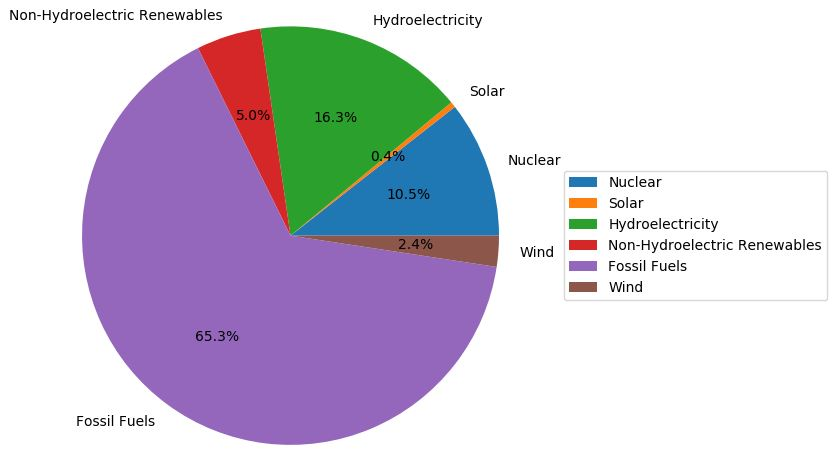 Non-Hydroelectric Renewables
Hydroelectricity
Solar
Nuclear
Wind
Fossil Fuels
5.0%
16.3%
0.4%
10.5%
2.4%
65.3%
Nuclear
Solar
Hydroelectricity
Non-Hydroelectric Renewables
Fossil Fuels
Wind